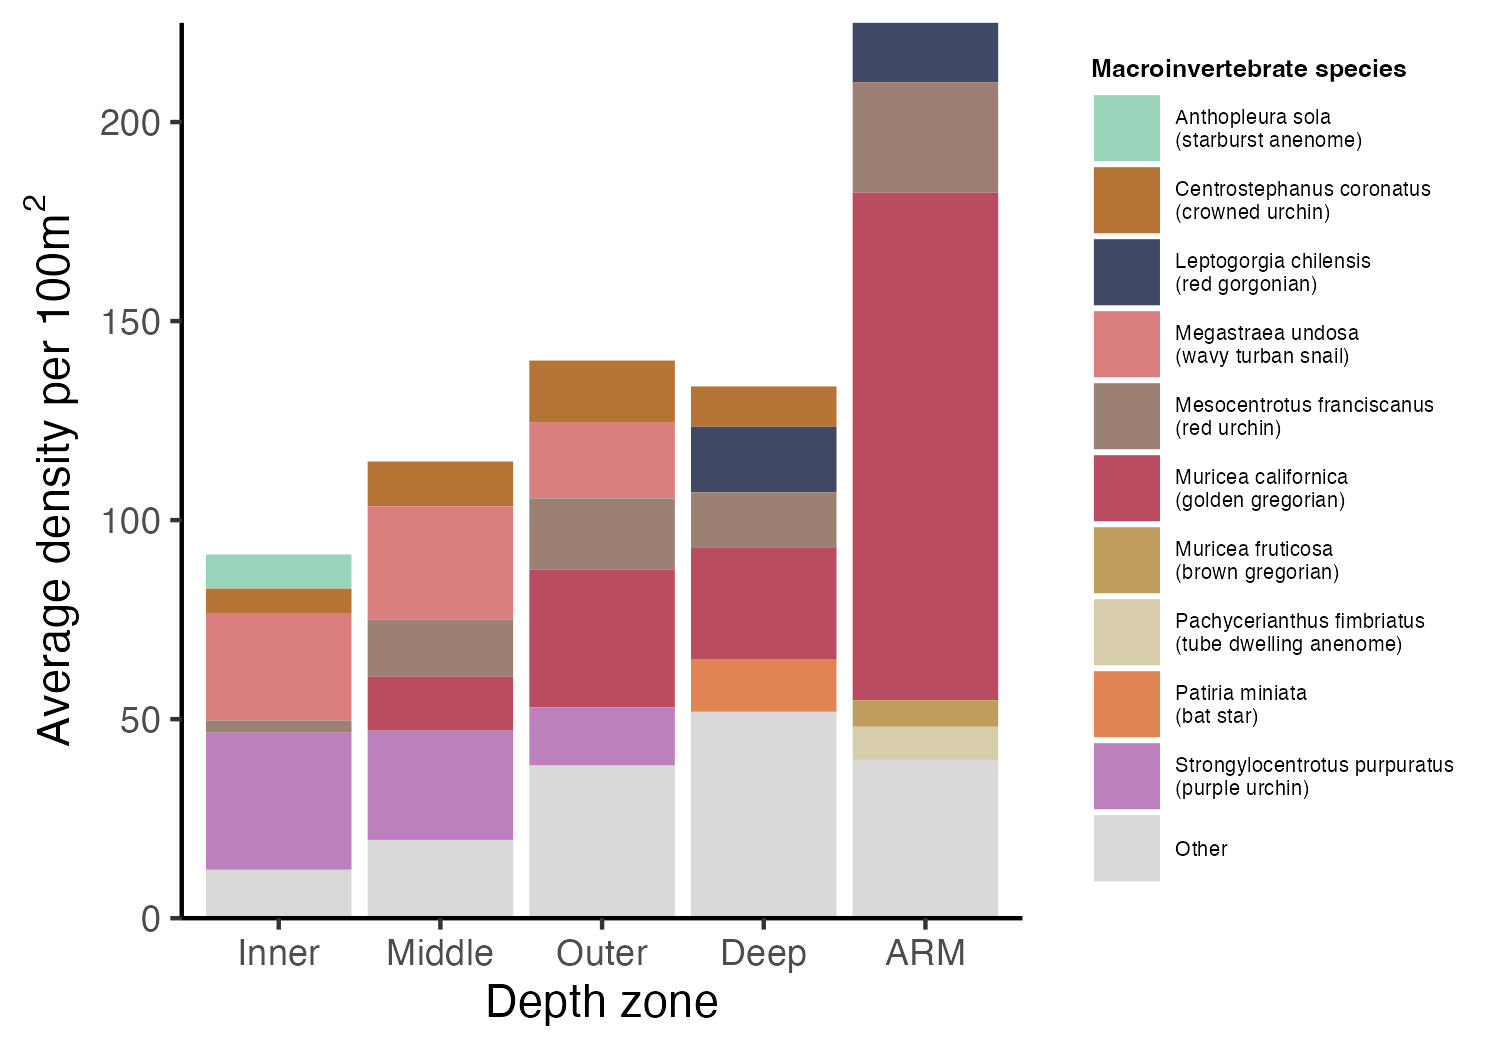 Average density per 100m²
200
150
100
50
0
Inner Middle Outer Deep ARM
Depth zone
Macroinvertebrate species
Anthopleura sola
(starburst anenome)
Centrostephanus coronatus
(crowned urchin)
Leptogorgia chilensis
(red gorgonian)
Megastraea undosa
(wavy turban snail)
Mesocentrotus franciscanus
(red urchin)
Muricea californica
(golden gregorian)
Muricea fruticosa
(brown gregorian)
Pachycerianthus fimbriatus
(tube dwelling anenome)
Patiria miniata
(bat star)
Strongylocentrotus purpuratus
(purple urchin)
Other